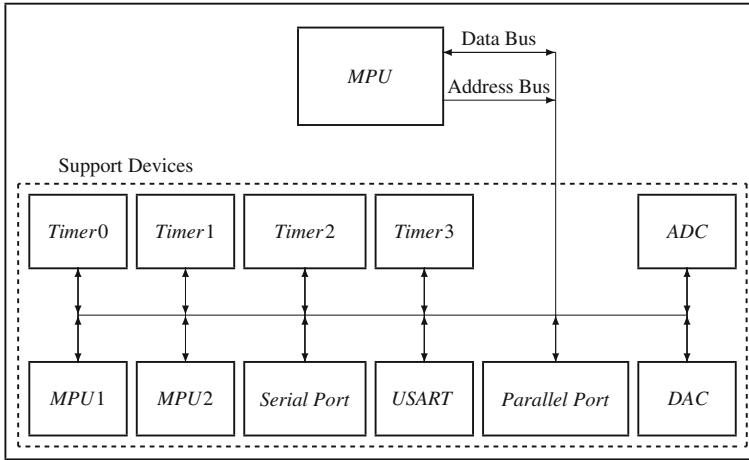 Data Bus
MPU
Address Bus
Support Devices
Timer0 Timer1 Timer2 Timer3 ADC
MPU1 MPU2 Serial Port USART Parallel Port DAC